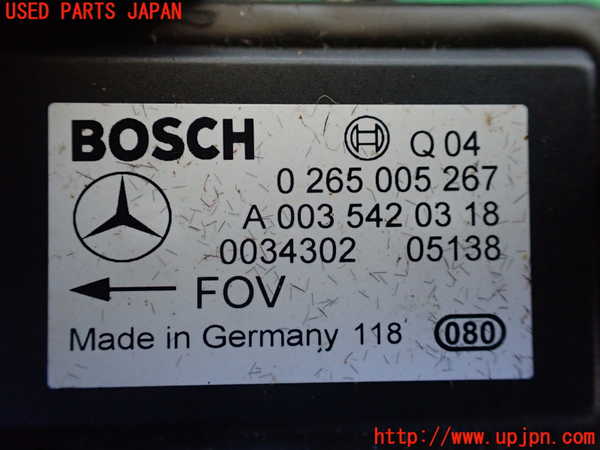 USED PARTS JAPAN
BOSCH Q 04
0 265 005 267
A 003 542 03 18
0034302 05138
FOV
Made in Germany 118 080
http://www.upjpn.com/